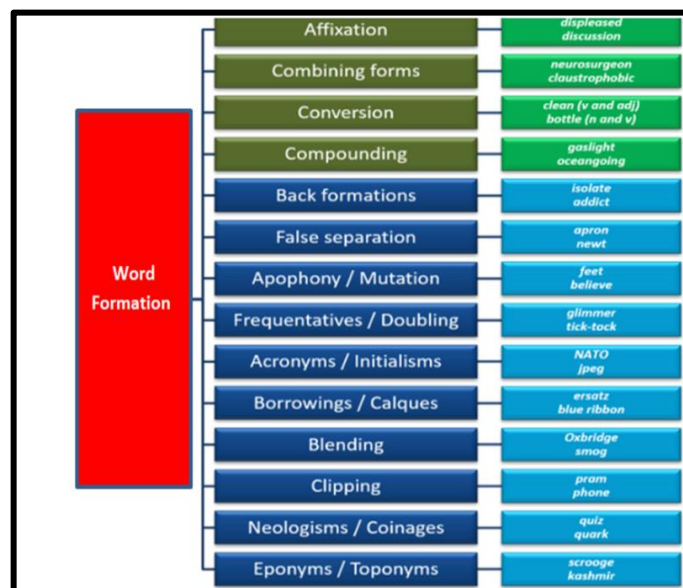 Affixation
displeased
discussion
Combining forms
neurosurgeon
claustrophobic
Conversion
clean (v and adj)
bottle (n and v)
Compounding
gaslight
oceangoing
Back formations
isolate
addict
False separation
apron
newt
Word
Formation
Apophony / Mutation
feet
believe
Frequentatives / Doubling
glimmer
tick-tock
Acronyms / Initialisms
NATO
jpeg
Borrowings / Calques
ersatz
blue ribbon
Blending
Oxbridge
smog
Clipping
pram
phone
Neologisms / Coinages
quiz
quark
Eponyms / Toponyms
scrooge
kashmir